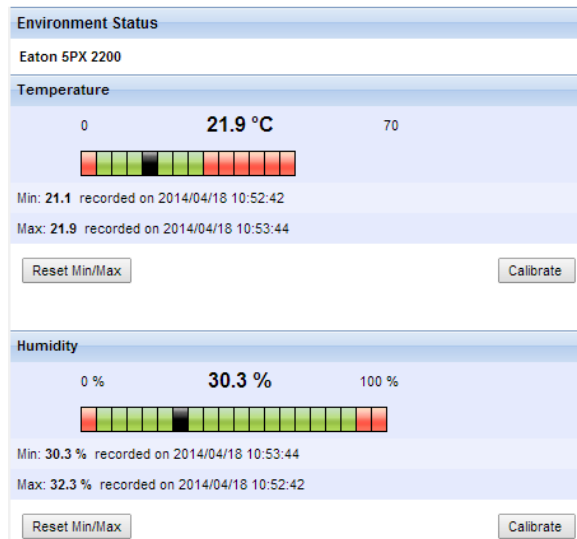 Environment Status
Eaton 5PX 2200
Temperature
0 21.9 °C 70
Min: 21.1 recorded on 2014/04/18 10:52:42
Max: 21.9 recorded on 2014/04/18 10:53:44
Reset Min/Max Calibrate
Humidity
0 % 30.3 % 100 %
Min: 30.3 % recorded on 2014/04/18 10:53:44
Max: 32.3 % recorded on 2014/04/18 10:52:42
Reset Min/Max Calibrate